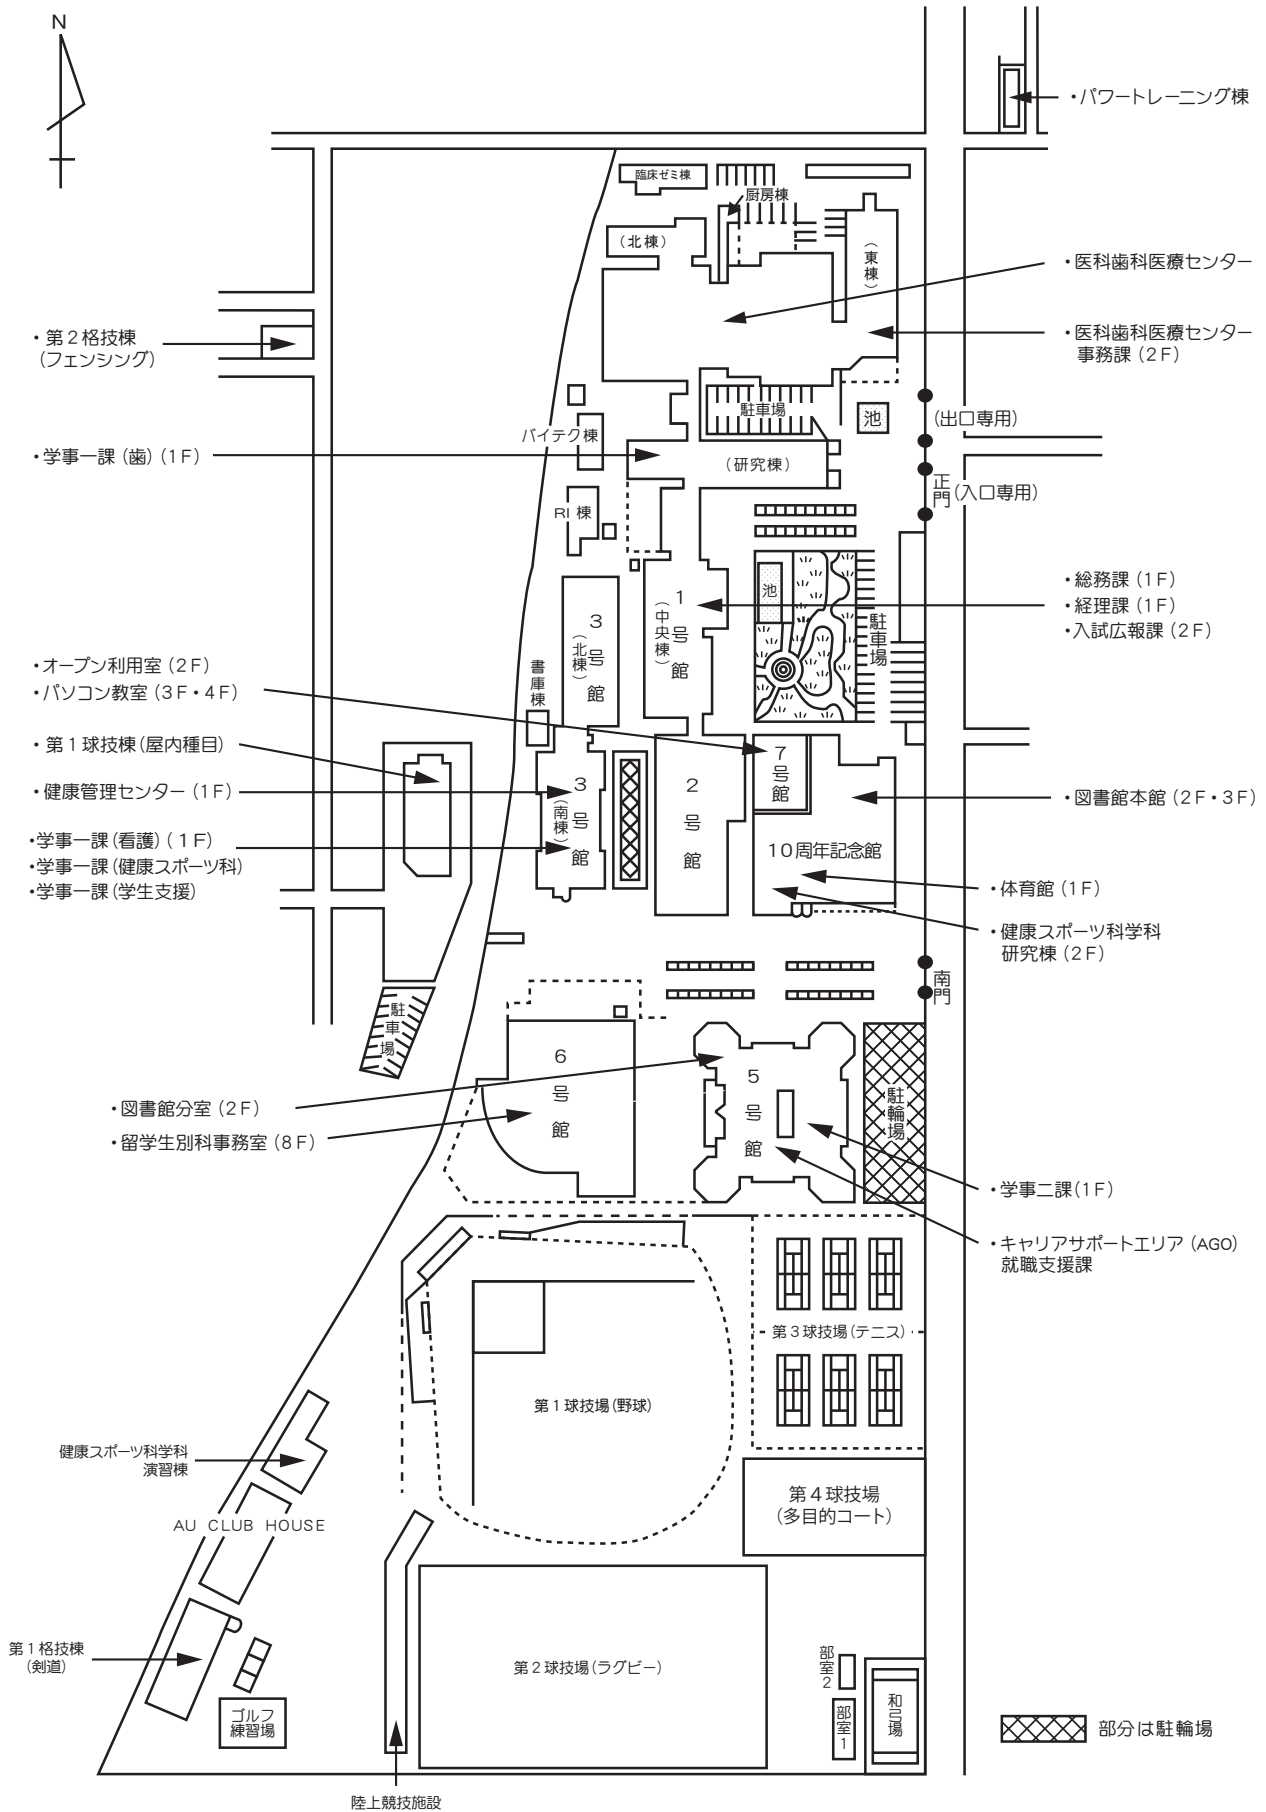 N
・パワートレーニング棟
臨床ゼミ棟
厨房棟
(北棟)
(東棟)
・医科歯科医療センター
・医科歯科医療センター
事務課(2F)
・第2格技棟
(フェンシング)
駐車場
池
(出口専用)
バイテク棟
・学事一課(歯)(1F)
(研究棟)
正門
(入口専用)
RI棟
池
・総務課(1F)
・経理課(1F)
・入試広報課(2F)
1号館
(中央棟)
3号館
(北棟)
駐車場
書庫棟
・オープン利用室(2F)
・パソコン教室(3F・4F)
・第1球技棟(屋内種目)
・健康管理センター(1F)
・学事一課(看護)(1F)
・学事一課(健康スポーツ科)
・学事一課(学生支援)
3号館
(南棟)
2号館
7号館
・図書館本館(2F・3F)
10周年記念館
・体育館(1F)
・健康スポーツ科学科
研究棟(2F)
南門
駐車場
6号館
5号館
駐輪場
・図書館分室(2F)
・留学生別科事務室(8F)
・学事二課(1F)
・キャリアサポートエリア(AGO)
就職支援課
第3球技場(テニス)
第1球技場(野球)
健康スポーツ科学科
演習棟
第4球技場
(多目的コート)
AU CLUB HOUSE
第1格技棟
(剣道)
第2球技場(ラグビー)
部室2
部室1
和弓場
ゴルフ
練習場
部分は駐輪場
陸上競技施設